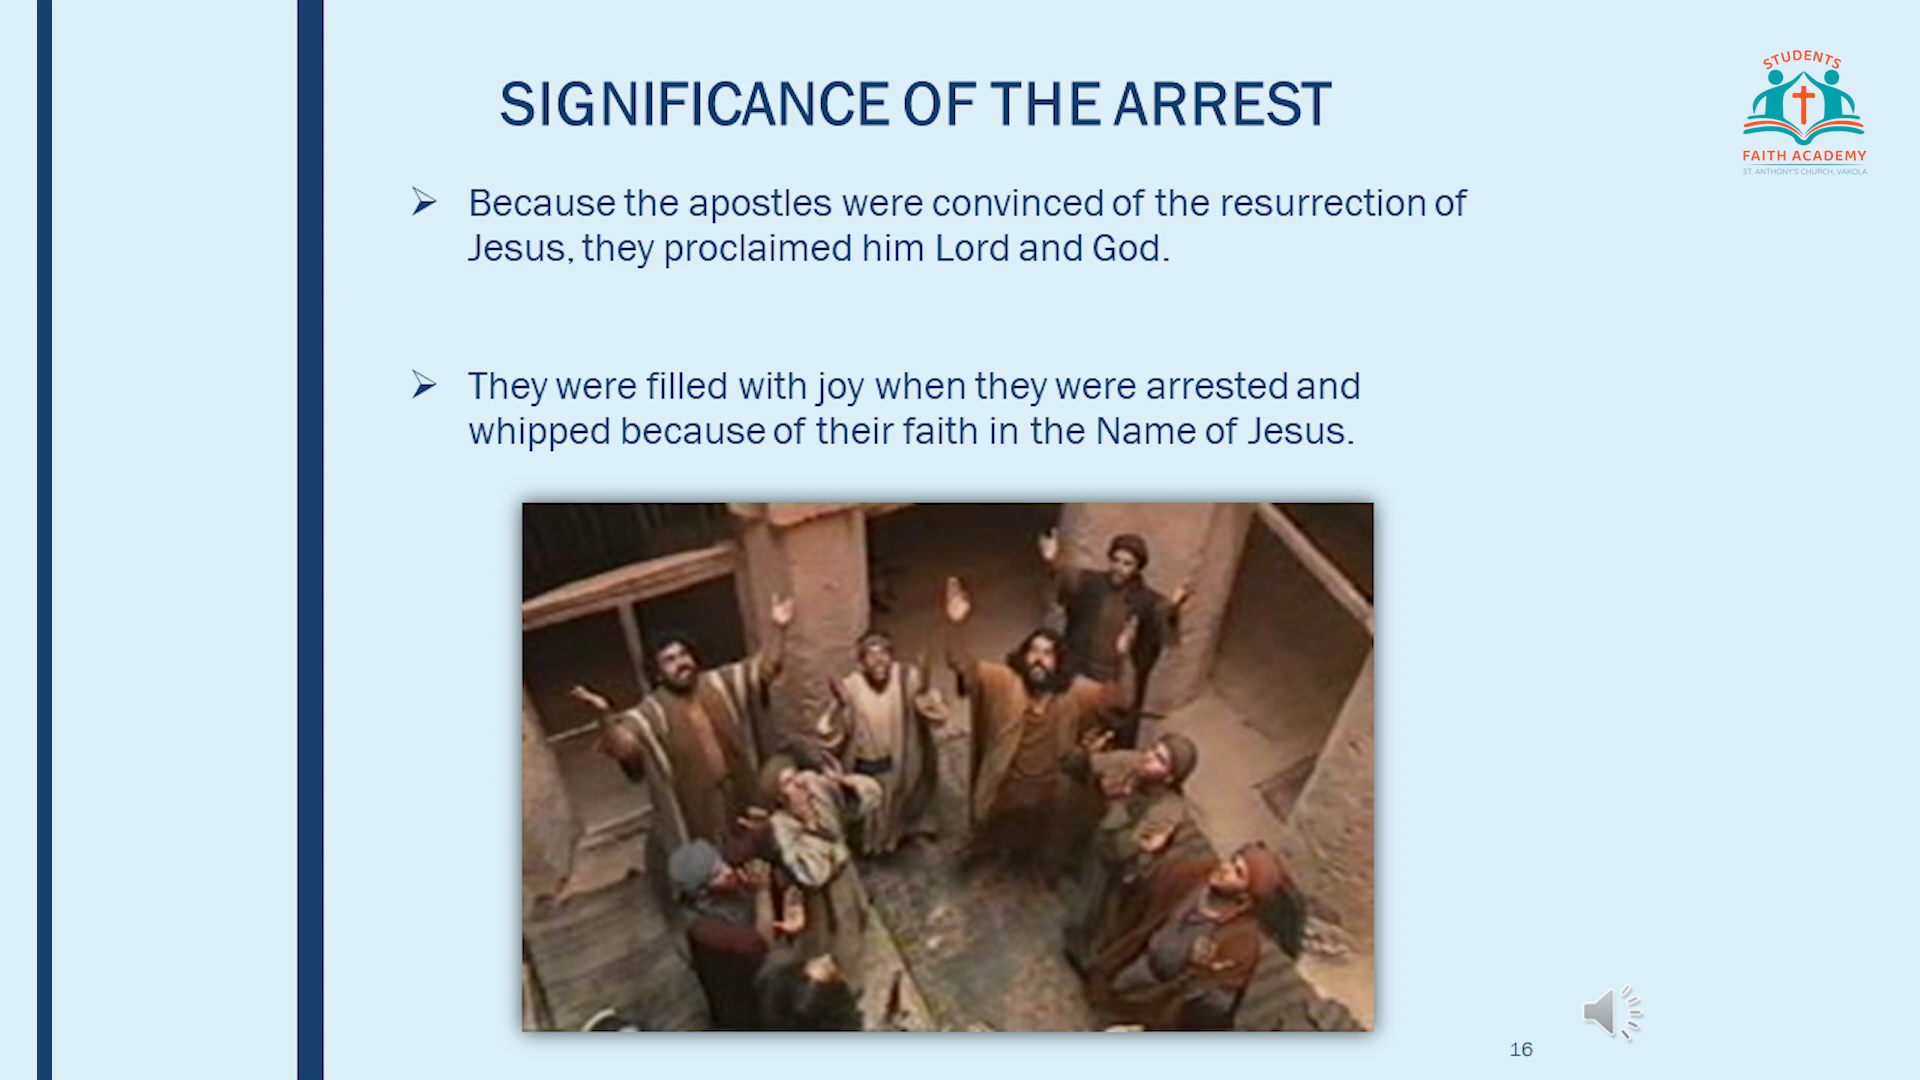 SIGNIFICANCE OF THE ARREST
STUDENTS
FAITH ACADEMY
ST. ANTHONY'S CHURCH, VAKOLA
Because the apostles were convinced of the resurrection of
Jesus, they proclaimed him Lord and God.
They were filled with joy when they were arrested and
whipped because of their faith in the Name of Jesus.
16